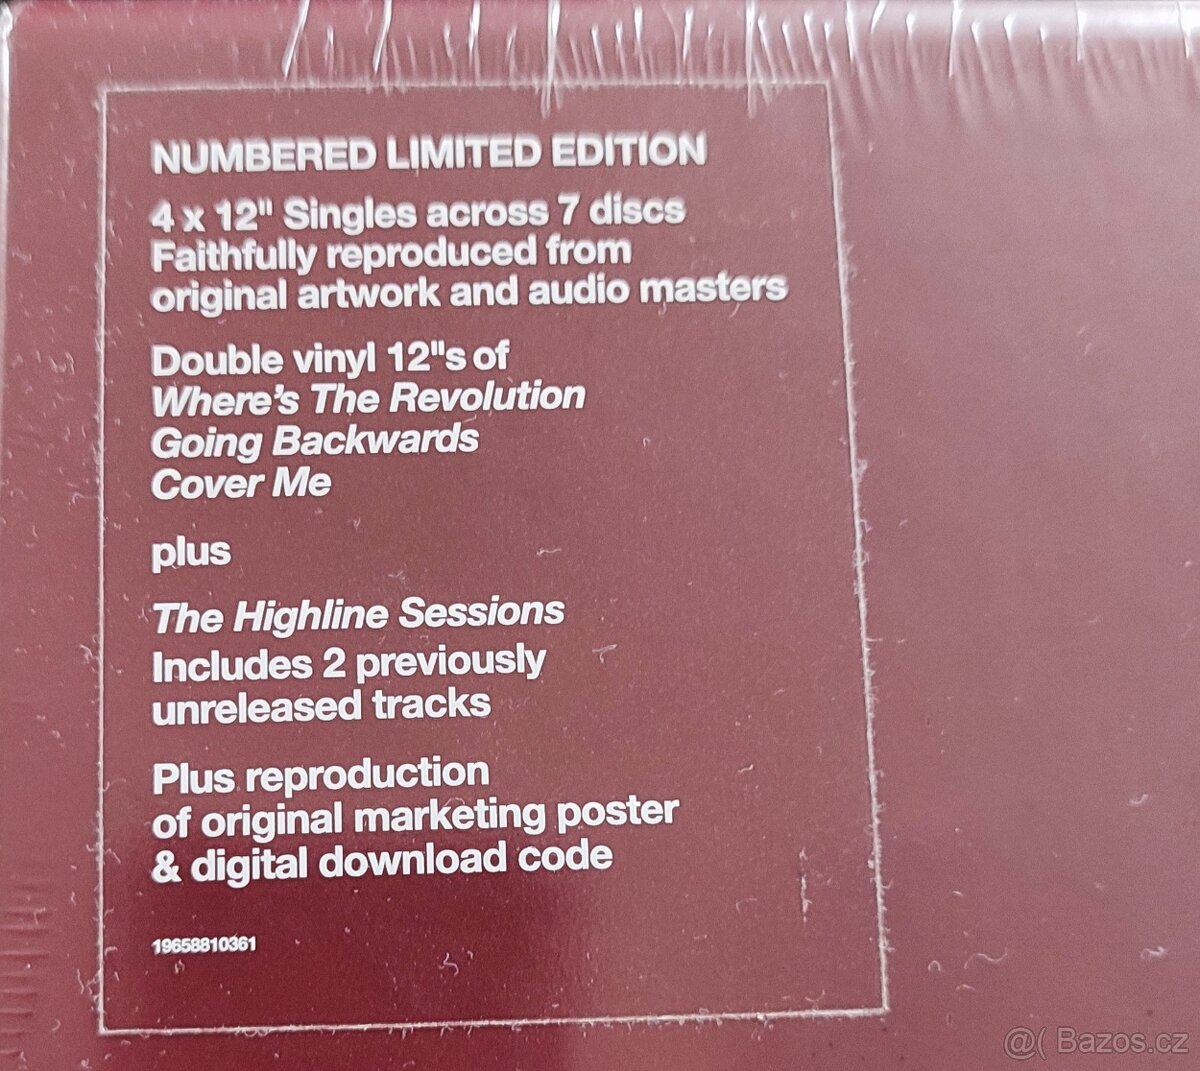 NUMBERED LIMITED EDITION
4 x 12" Singles across 7 discs
Faithfully reproduced from
original artwork and audio masters
Double vinyl 12"s of
Where's The Revolution
Going Backwards
Cover Me
plus
The Highline Sessions
Includes 2 previously
unreleased tracks
Plus reproduction
of original marketing poster
& digital download code
19658810361
@( Bazos.cz